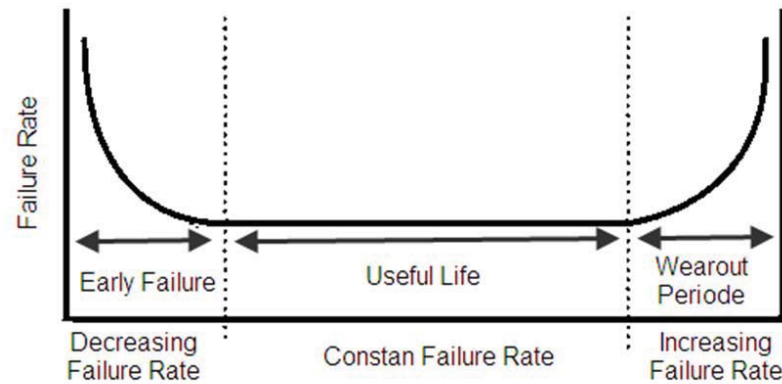 Failure Rate
Early Failure
Useful Life
Wearout
Periode
Decreasing
Failure Rate
Constan Failure Rate
Increasing
Failure Rate